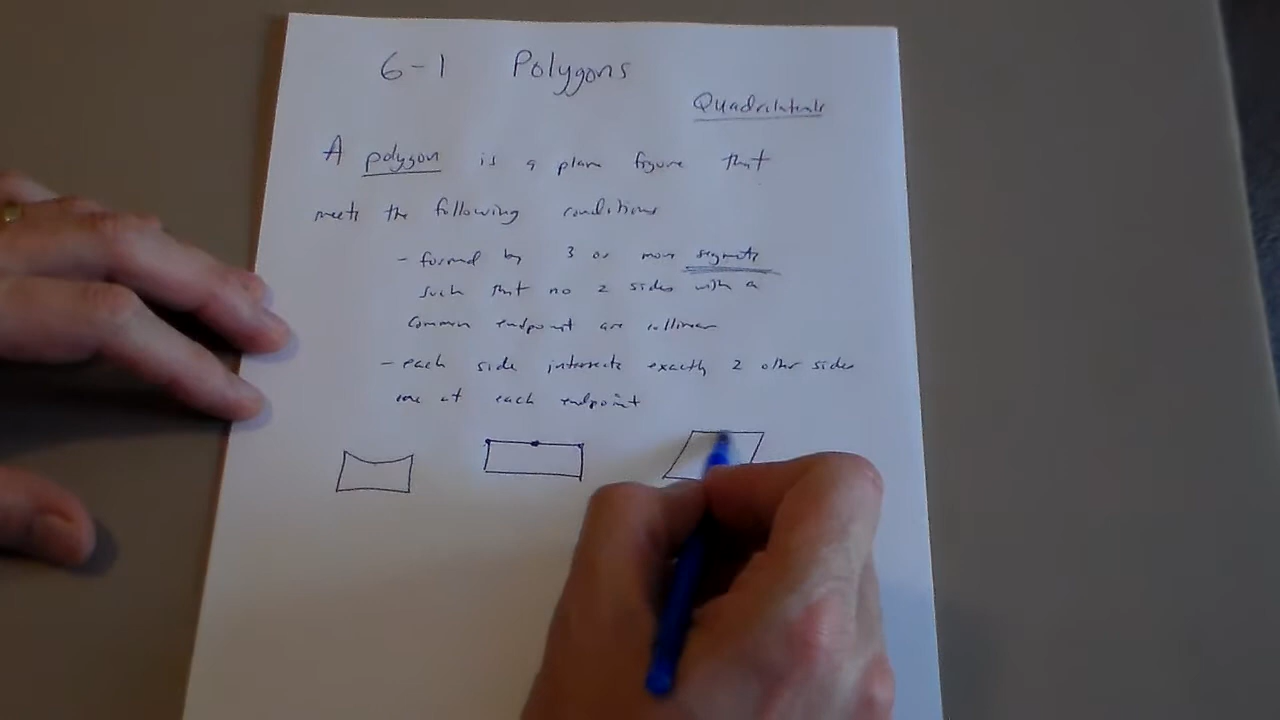 6-1 Polygons
Quadrilaterals
A polygon is a plane figure that
meets the following conditions
- formed by 3 or more segments
such that no 2 sides with a
common endpoint are collinear
- each side intersects exactly 2 other sides
one at each endpoint